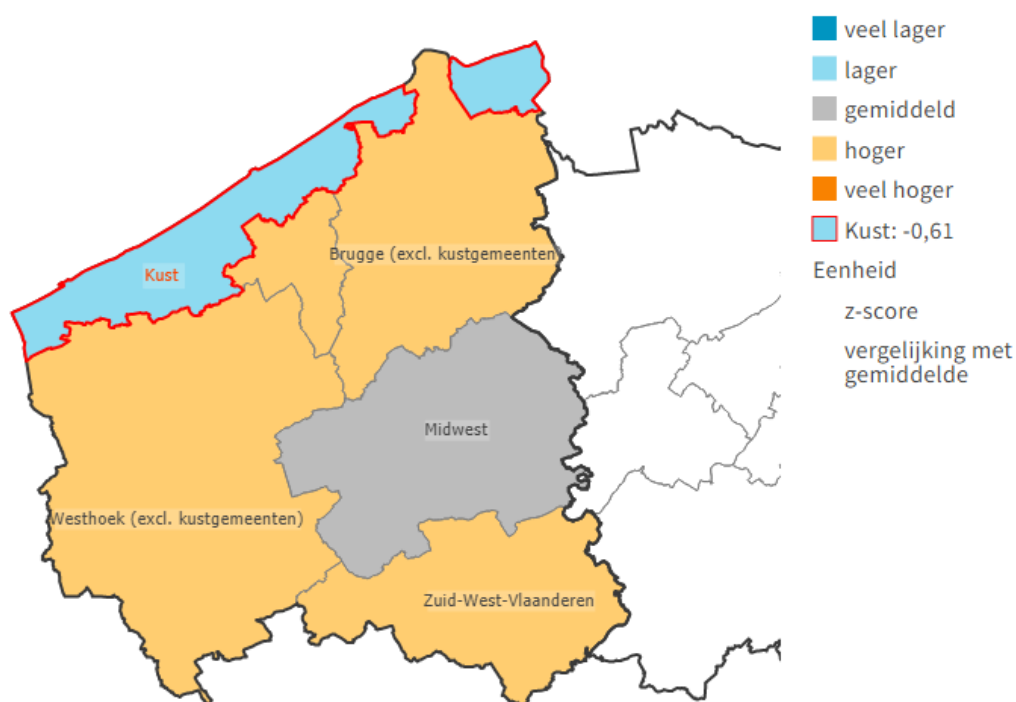 veel lager
lager
gemiddeld
hoger
veel hoger
Kust: -0,61
Eenheid
z-score
vergelijking met
gemiddelde
Brugge (excl. kustgemeenten)
Kust
Midwest
Westhoek (excl. kustgemeenten)
Zuid-West-Vlaanderen